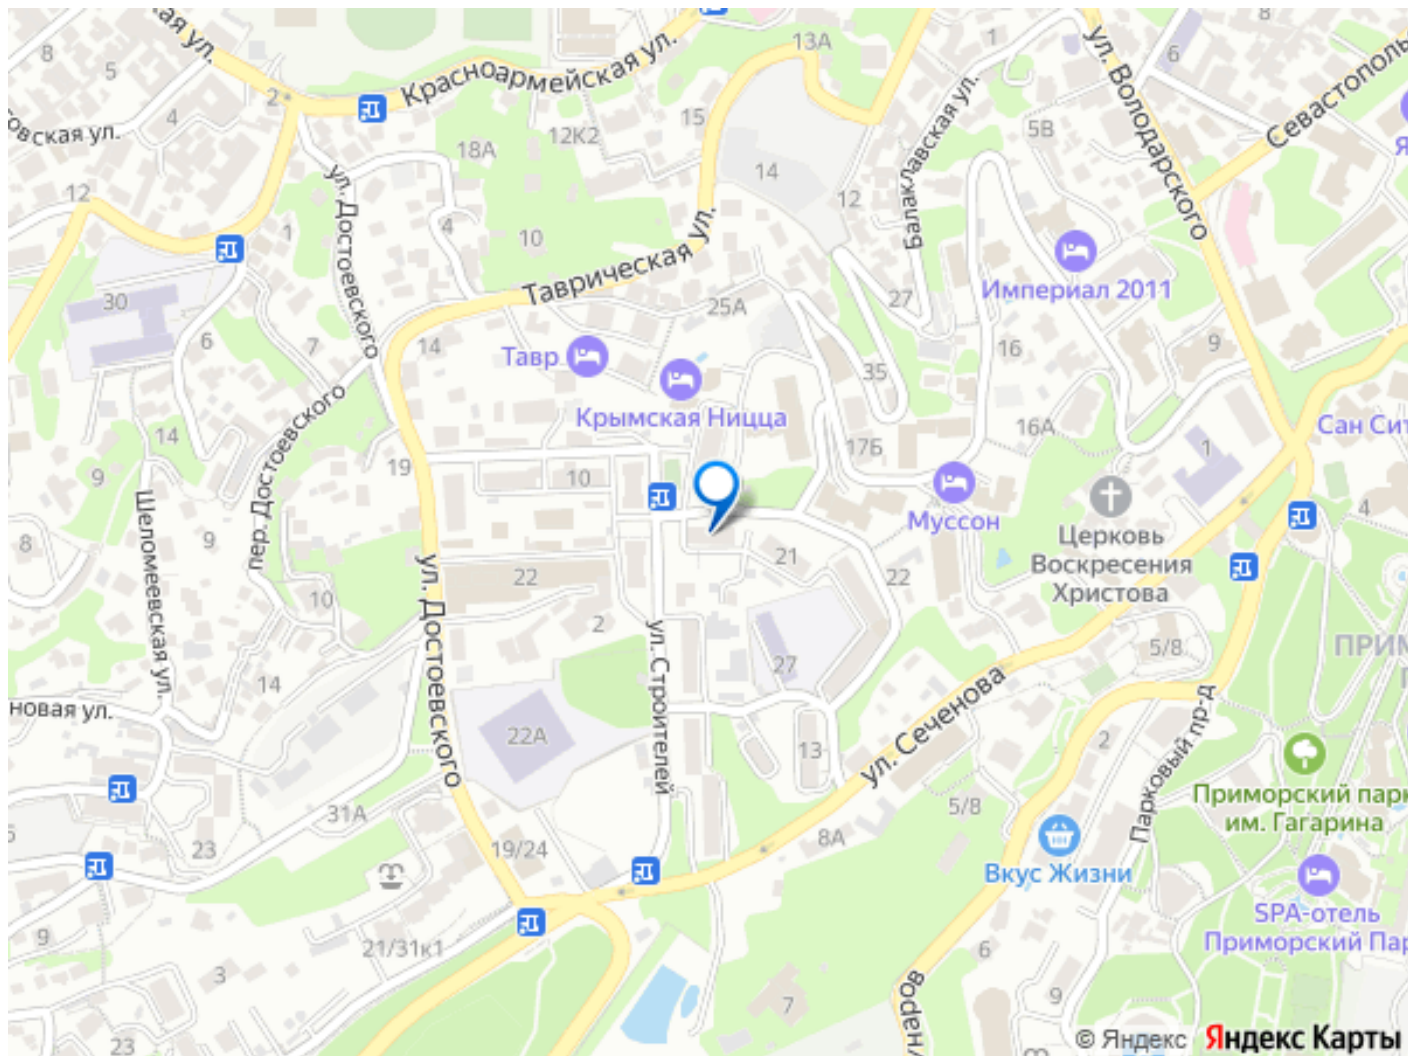 8
5
4
2
12
Красноармейская ул.
13А
12К2
15
18А
14
12
1
ул. Володарского
6
8
5В
Севастополь
Балаклавская ул.
ул. Достоевского
4
10
Таврическая ул.
25А
27
Империал 2011
1
30
6
7
14
Тавр
Крымская Ницца
35
16
9
16А
17Б
Сан Сит
1
14
9
19
10
пер. Достоевского
Шеломеевская ул.
Муссон
4
Церковь
Воскресения
Христова
8
9
10
22
21
22
2
ул. Достоевского
ул. Строителей
27
5/8
ПРИМ
14
новая ул.
22А
13
ул. Сеченова
2
Парковый пр-д
Приморский парк
им. Гагарина
31А
23
19/24
8А
5/8
Вкус Жизни
SPA-отель
Приморский Пар
9
3
21/31к1
6
7
9
23
© Яндекс Яндекс Карты